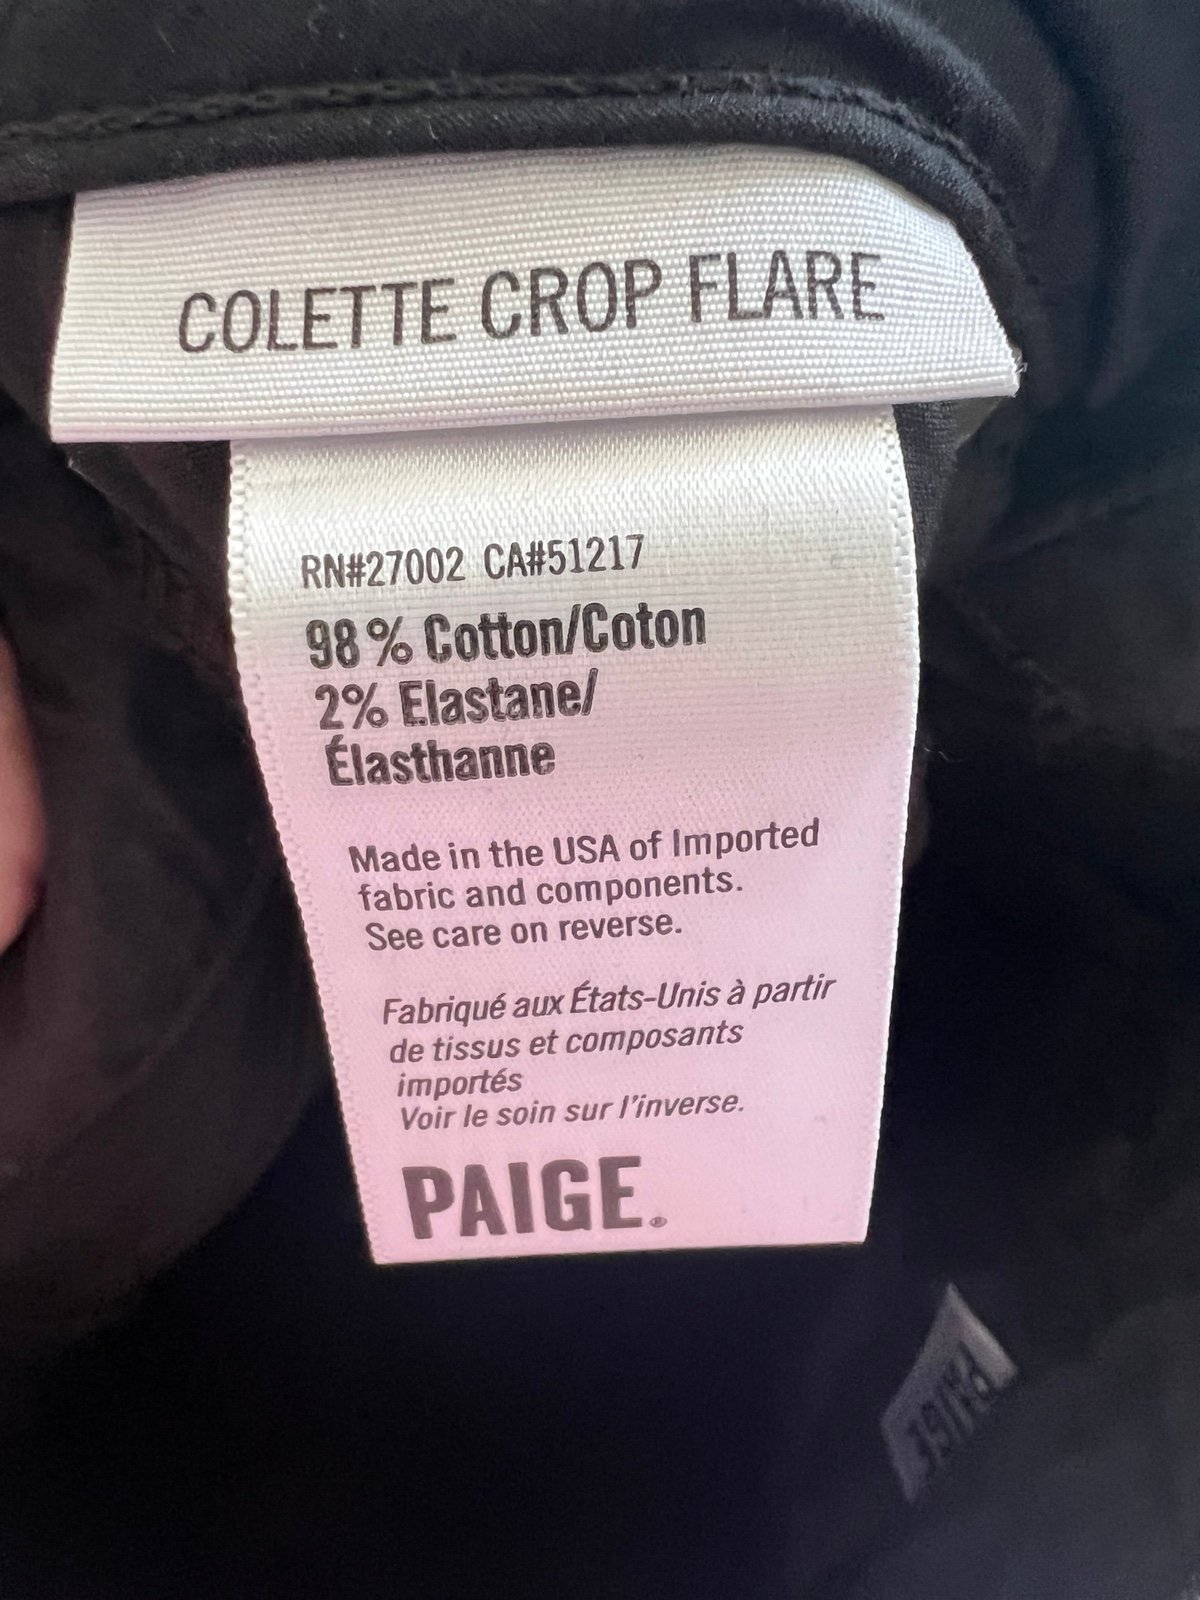 COLETTE CROP FLARE
RN#27002 CA#51217
98% Cotton/Coton
2% Elastane/
Élasthanne
Made in the USA of Imported
fabric and components.
See care on reverse.
Fabriqué aux États-Unis à partir
de tissus et composants
importés
Voir le soin sur l'inverse.
PAIGE®
PAIGE